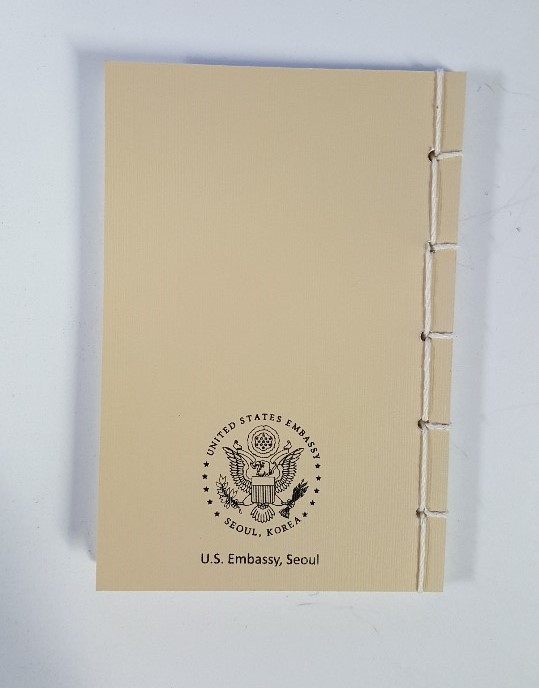 UNITED STATES EMBASSY
SEOUL, KOREA
U.S. Embassy, Seoul